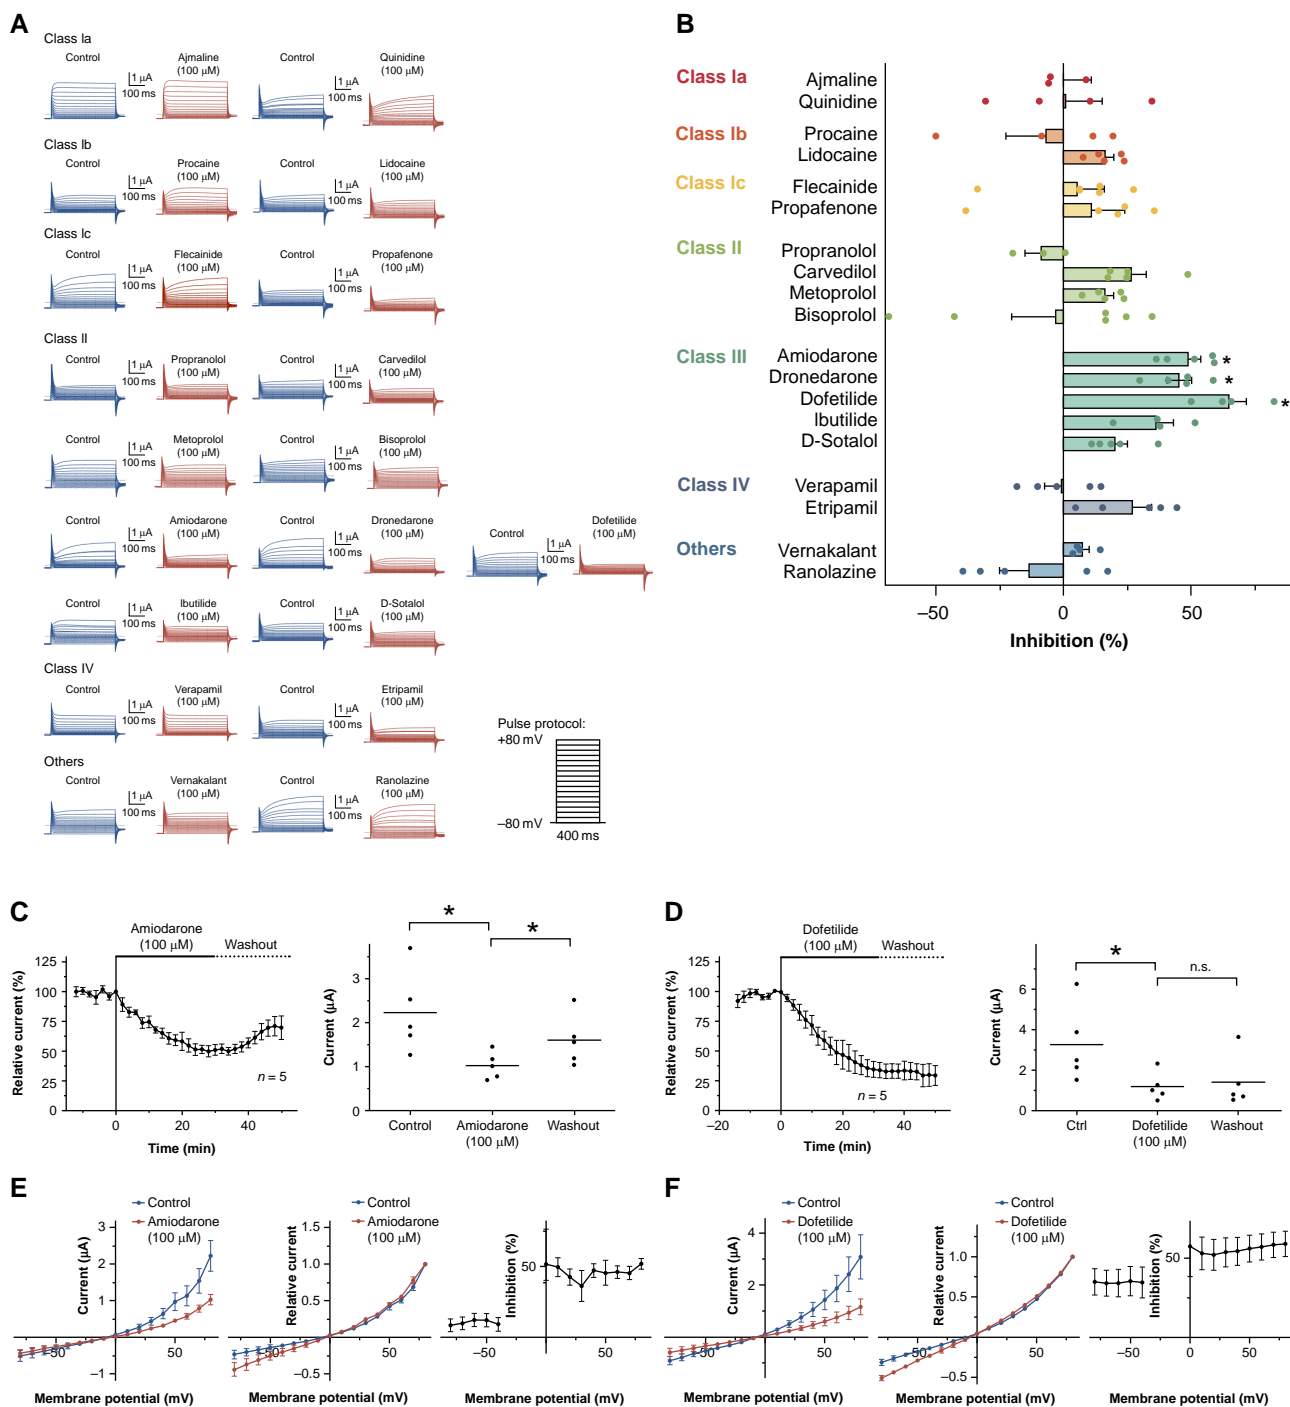 A
Class Ia
Control
Ajmaline
(100 μM)
1 μA
100 ms
Control
Quinidine
(100 μM)
1 μA
100 ms
Class Ib
Control
Procaine
(100 μM)
1 μA
100 ms
Control
Lidocaine
(100 μM)
1 μA
100 ms
Class Ic
Control
Flecainide
(100 μM)
1 μA
100 ms
Control
Propafenone
(100 μM)
1 μA
100 ms
Class II
Control
Propranolol
(100 μM)
1 μA
100 ms
Control
Carvedilol
(100 μM)
1 μA
100 ms
Control
Metoprolol
(100 μM)
1 μA
100 ms
Control
Bisoprolol
(100 μM)
1 μA
100 ms
Control
Amiodarone
(100 μM)
1 μA
100 ms
Control
Dronedarone
(100 μM)
1 μA
100 ms
Control
Dofetilide
(100 μM)
1 μA
100 ms
Control
Ibutilide
(100 μM)
1 μA
100 ms
Control
D-Sotalol
(100 μM)
1 μA
100 ms
Class IV
Control
Verapamil
(100 μM)
1 μA
100 ms
Control
Etripamil
(100 μM)
1 μA
100 ms
Others
Control
Vernakalant
(100 μM)
1 μA
100 ms
Control
Ranolazine
(100 μM)
1 μA
100 ms
Pulse protocol:
+80 mV
−80 mV
400 ms
B
Class Ia
Ajmaline
Quinidine
Class Ib
Procaine
Lidocaine
Class Ic
Flecainide
Propafenone
Class II
Propranolol
Carvedilol
Metoprolol
Bisoprolol
Class III
Amiodarone *
Dronedarone *
Dofetilide *
Ibutilide
D-Sotalol
Class IV
Verapamil
Etripamil
Others
Vernakalant
Ranolazine
−50 0 50
Inhibition (%)
C
Amiodarone
(100 μM)
Washout
Relative current (%)
125
100
75
50
25
0
n = 5
0 20 40
Time (min)
* *
Current (μA)
3
2
1
0
Control
Amiodarone
(100 μM)
Washout
D
Dofetilide
(100 μM)
Washout
Relative current (%)
125
100
75
50
25
0
n = 5
−20 0 20 40
Time (min)
*
n.s.
Current (μA)
6
4
2
0
Ctrl
Dofetilide
(100 μM)
Washout
E
Control
Amiodarone
(100 μM)
Current (μA)
3
2
1
−1
−50 50
Membrane potential (mV)
Control
Amiodarone
(100 μM)
Relative current
1.5
1.0
0.5
−0.5
−50 50
Membrane potential (mV)
Inhibition (%)
50
−50 0 50
Membrane potential (mV)
F
Control
Dofetilide
(100 μM)
Current (μA)
4
2
−50 50
Membrane potential (mV)
Control
Dofetilide
(100 μM)
Relative current
1.0
0.5
−0.5
−50 50
Membrane potential (mV)
Inhibition (%)
50
−50 0 50
Membrane potential (mV)